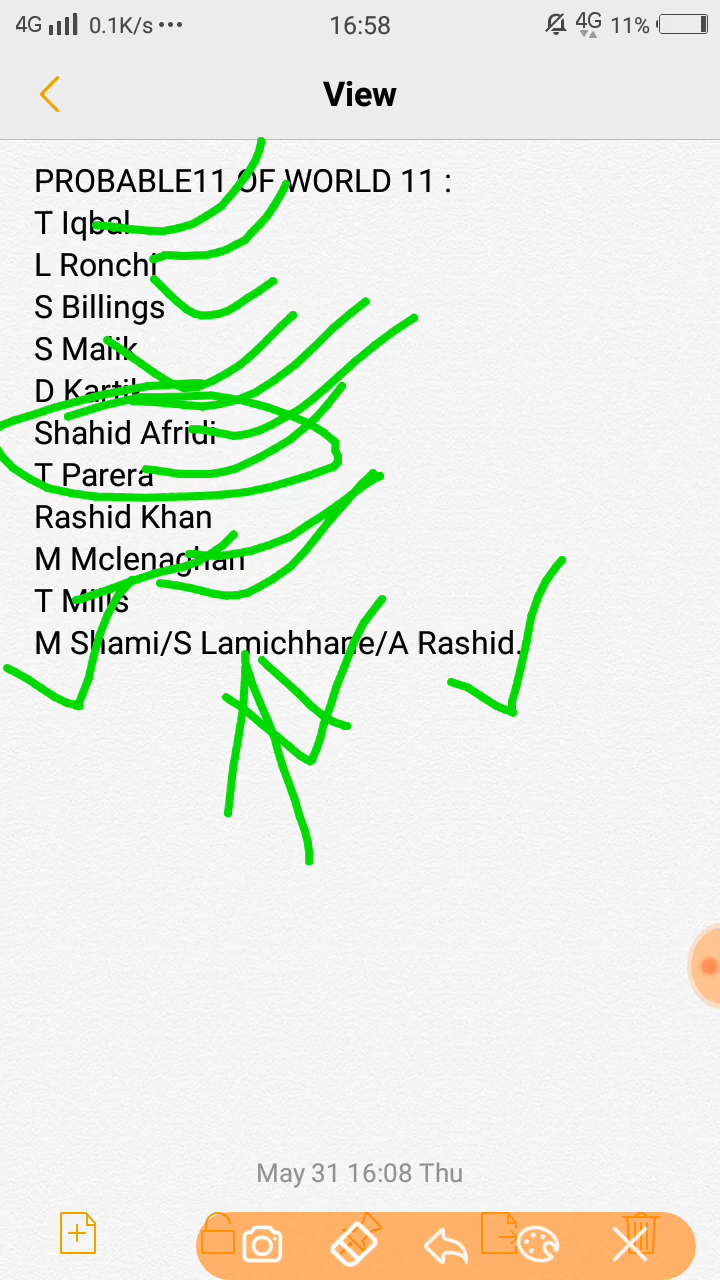 4G 0.1K/s 16:58 4G 11%
View
PROBABLE11 OF WORLD 11 :
T Iqbal
L Ronchi
S Billings
S Malik
D Kartik
Shahid Afridi
T Parera
Rashid Khan
M Mclenaghan
T Mills
M Shami/S Lamichhane/A Rashid.
May 31 16:08 Thu